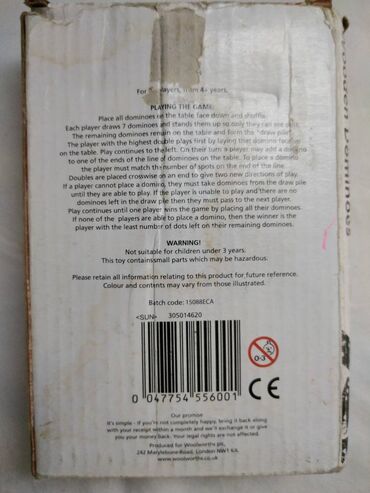 For players, from 4+ years.
PLAYING THE GAME:
Place all dominoes on the table face down and shuffle.
Each player draws 7 dominoes and stands them up so only they can see
The remaining dominoes remain on the table and form the "draw pile".
The player with the highest double plays first by laying that domino
on the table. Play continues to the left. On their turn a player may add a domino
to one of the ends of the line of dominoes on the table. To place a domino
the player must match the number of spots on the end of the line.
Doubles are placed crosswise on an end to give two new directions of play.
If a player cannot place a domino, they must take dominoes from the draw pile
until they are able to play. If the player is unable to play and there are no
dominoes left in the draw pile then they must pass to the next player.
Play continues until one player wins the game by placing all their dominoes.
If none of the players are able to place a domino, then the winner is the
player with the least number of dots left on their remaining dominoes.
WARNING!
Not suitable for children under 3 years.
This toy containssmall parts which may be hazardous.
Please retain all information relating to this product for future reference.
Colour and contents may vary from those illustrated.
Batch code: 15088ECA
<SUN> 305014620
0 047754 556001
0-3
CE
Our promise
It's simple - if you're not completely happy, bring it back along
with your receipt within a month and we'll exchange it or give
you your money back. Your legal rights are not affected.
Produced for Woolworths plc,
242 Marylebone Road, London NW1 6JL
www.woolworths.co.uk
Wooden Dominoes